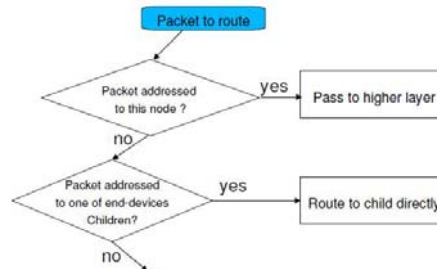 Packet to route
Packet addressed
to this node ?
yes
Pass to higher layer
no
Packet addressed
to one of end-devices
Children?
yes
Route to child directly
no